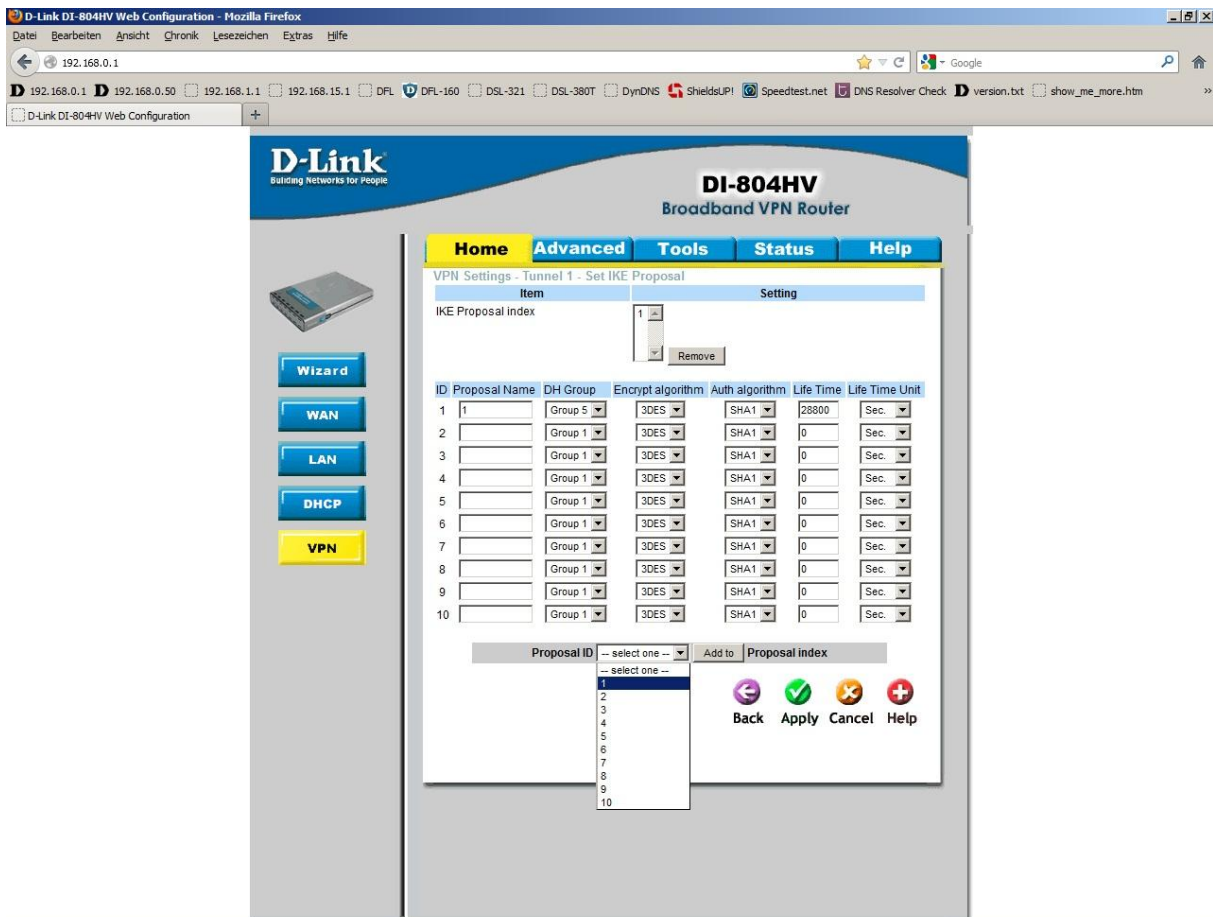 D-Link DI-804HV Web Configuration - Mozilla Firefox
Datei Bearbeiten Ansicht Chronik Lesezeichen Extras Hilfe
192.168.0.1 Google
192.168.0.1 192.168.0.50 192.168.1.1 192.168.15.1 DFL DFL-160 DSL-321 DSL-380T DynDNS ShieldsUP! Speedtest.net DNS Resolver Check version.txt show_me_more.htm »
D-Link DI-804HV Web Configuration +
D-Link
Building Networks for People
DI-804HV
Broadband VPN Router
Home Advanced Tools Status Help
Wizard
WAN
LAN
DHCP
VPN
VPN Settings - Tunnel 1 - Set IKE Proposal
Item Setting
IKE Proposal index 1 Remove
ID Proposal Name DH Group Encrypt algorithm Auth algorithm Life Time Life Time Unit
1 1 Group 5 3DES SHA1 28800 Sec.
2 Group 1 3DES SHA1 0 Sec.
3 Group 1 3DES SHA1 0 Sec.
4 Group 1 3DES SHA1 0 Sec.
5 Group 1 3DES SHA1 0 Sec.
6 Group 1 3DES SHA1 0 Sec.
7 Group 1 3DES SHA1 0 Sec.
8 Group 1 3DES SHA1 0 Sec.
9 Group 1 3DES SHA1 0 Sec.
10 Group 1 3DES SHA1 0 Sec.
Proposal ID -- select one -- Add to Proposal index
-- select one --
1
2
3
4
5
6
7
8
9
10
Back Apply Cancel Help